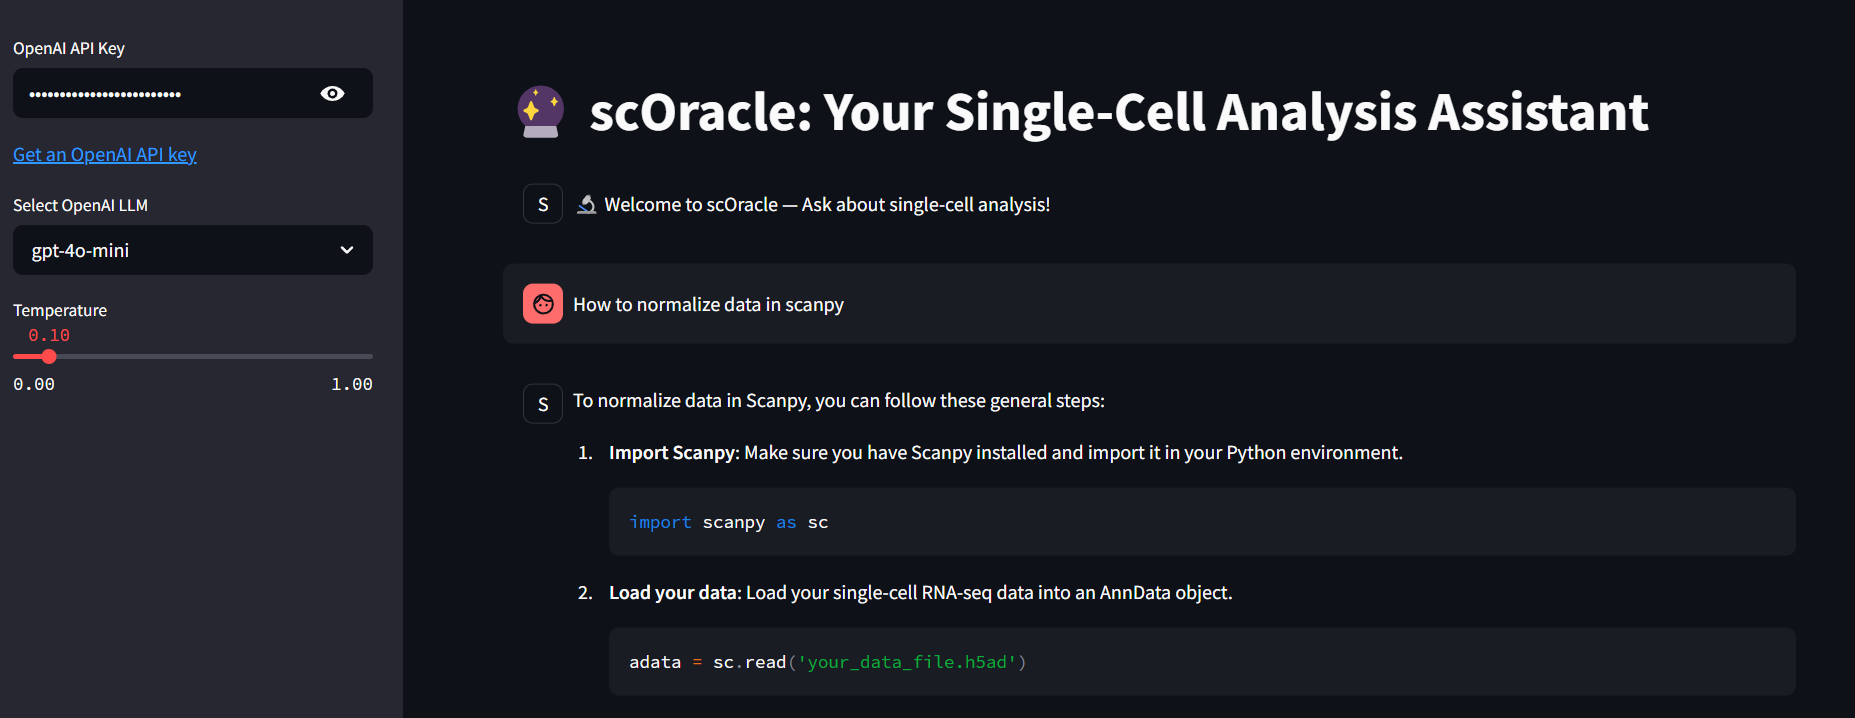 OpenAI API Key
•••••••••••••••••••••••••
Get an OpenAI API key
Select OpenAI LLM
gpt-4o-mini
Temperature
0.10
0.00 1.00
scOracle: Your Single-Cell Analysis Assistant
S Welcome to scOracle — Ask about single-cell analysis!
How to normalize data in scanpy
S To normalize data in Scanpy, you can follow these general steps:
1. Import Scanpy: Make sure you have Scanpy installed and import it in your Python environment.
import scanpy as sc
2. Load your data: Load your single-cell RNA-seq data into an AnnData object.
adata = sc.read('your_data_file.h5ad')